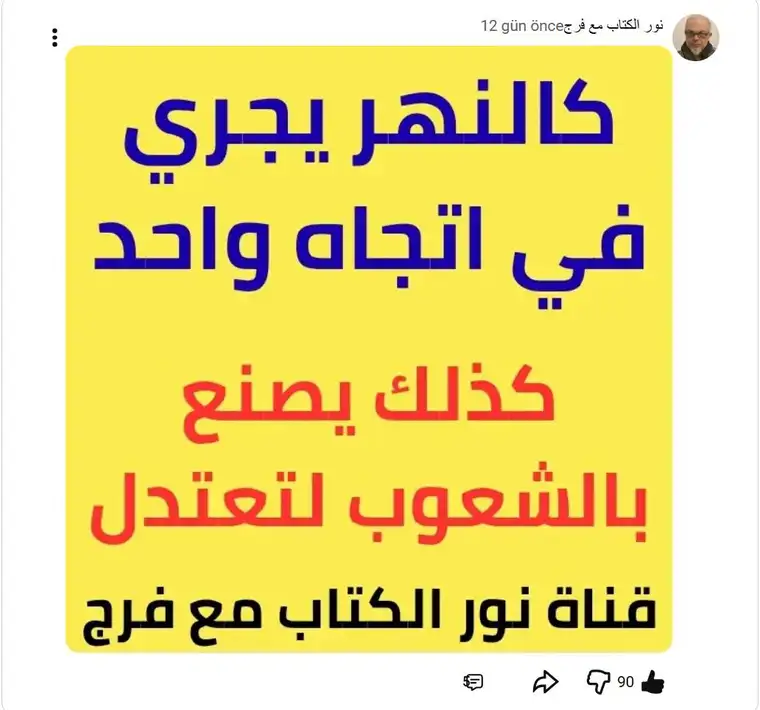 نور الكتاب مع فرج
12 gün önce
كالنهر يجري
في اتجاه واحد
كذلك يصنع
بالشعوب لتعتدل
قناة نور الكتاب مع فرج
90
5